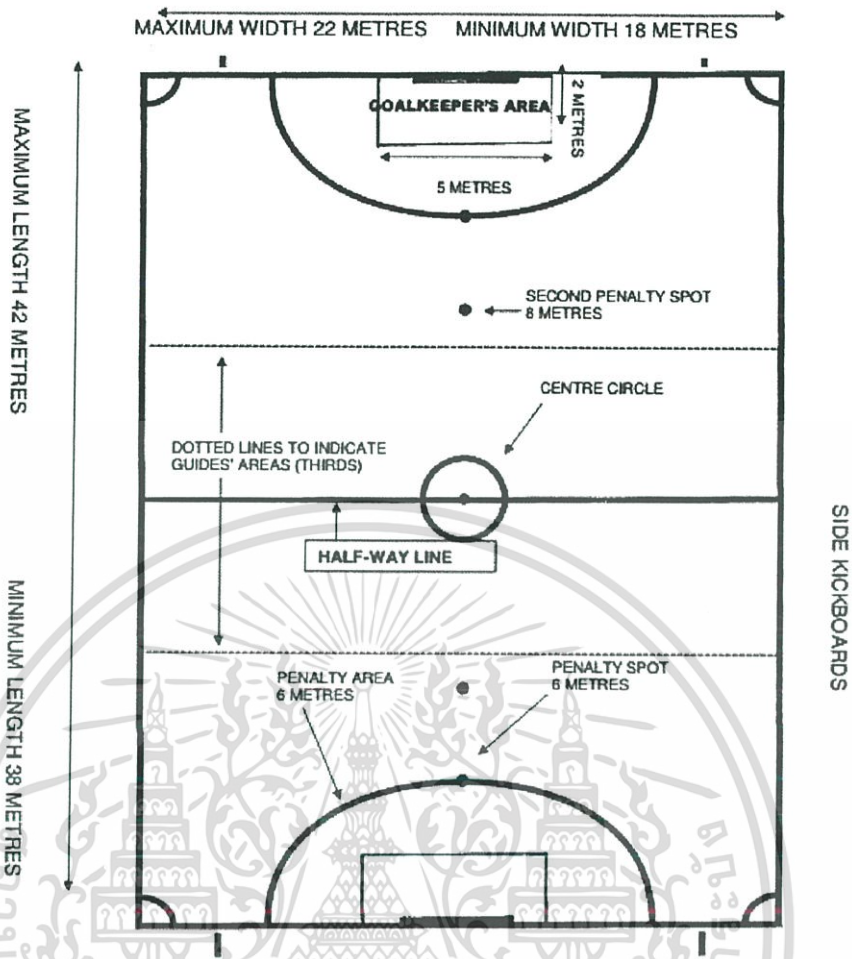 MAXIMUM WIDTH 22 METRES MINIMUM WIDTH 18 METRES
MAXIMUM LENGTH 42 METRES
MINIMUM LENGTH 38 METRES
GOALKEEPER'S AREA
2 METRES
5 METRES
SECOND PENALTY SPOT
8 METRES
CENTRE CIRCLE
DOTTED LINES TO INDICATE
GUIDES' AREAS (THIRDS)
HALF-WAY LINE
SIDE KICKBOARDS
PENALTY AREA
6 METRES
PENALTY SPOT
6 METRES